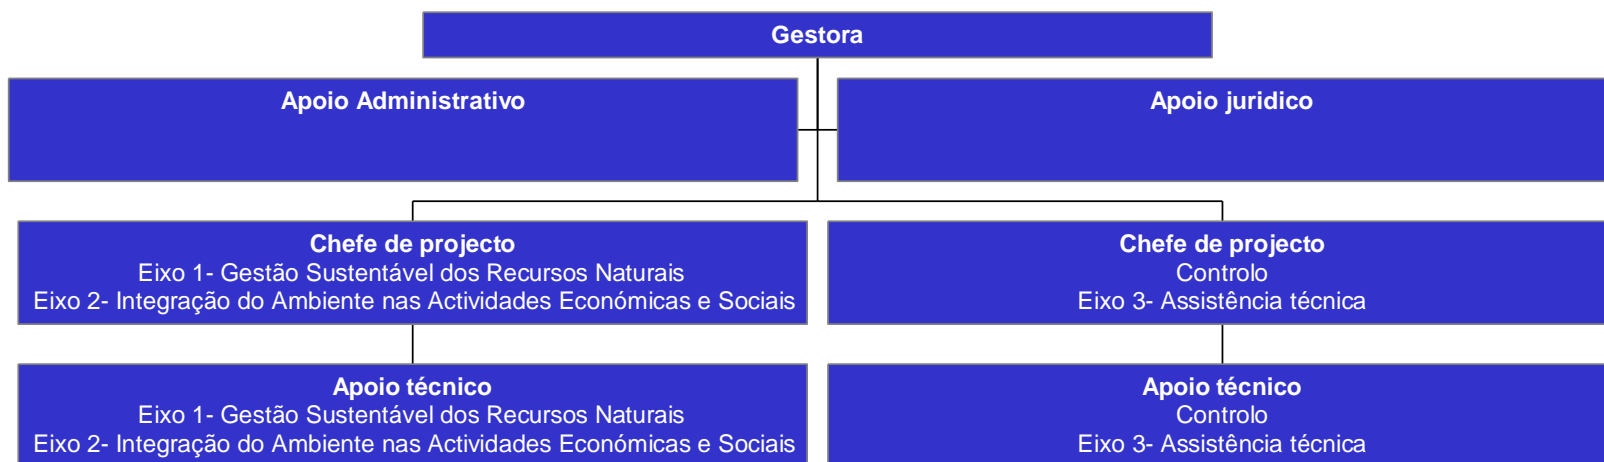 Gestora
Apoio Administrativo
Apoio juridico
Chefe de projecto
Eixo 1- Gestão Sustentável dos Recursos Naturais
Eixo 2- Integração do Ambiente nas Actividades Económicas e Sociais
Chefe de projecto
Controlo
Eixo 3- Assistência técnica
Apoio técnico
Eixo 1- Gestão Sustentável dos Recursos Naturais
Eixo 2- Integração do Ambiente nas Actividades Económicas e Sociais
Apoio técnico
Controlo
Eixo 3- Assistência técnica